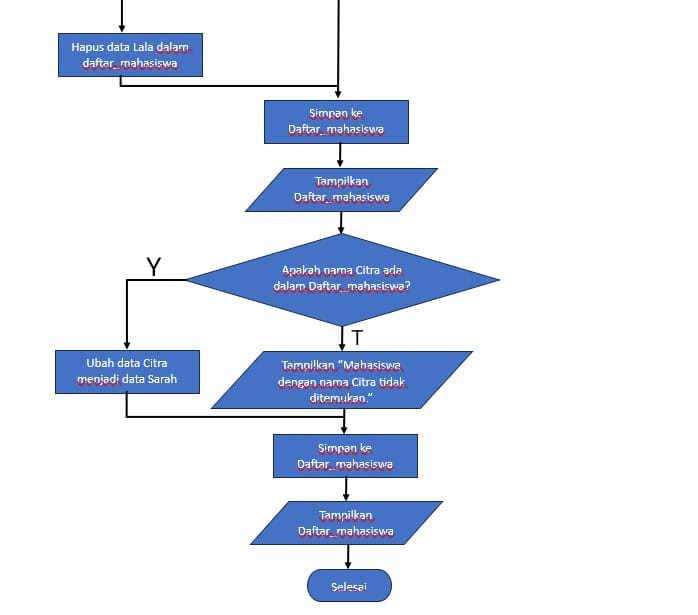 Hapus data Lala dalam
daftar_mahasiswa
Simpan ke
Daftar_mahasiswa
Tampilkan
Daftar_mahasiswa
Apakah nama Citra ada
dalam Daftar_mahasiswa?
Y
T
Ubah data Citra
menjadi data Sarah
Tampilkan “Mahasiswa
dengan nama Citra tidak
ditemukan.”
Simpan ke
Daftar_mahasiswa
Tampilkan
Daftar_mahasiswa
Selesai